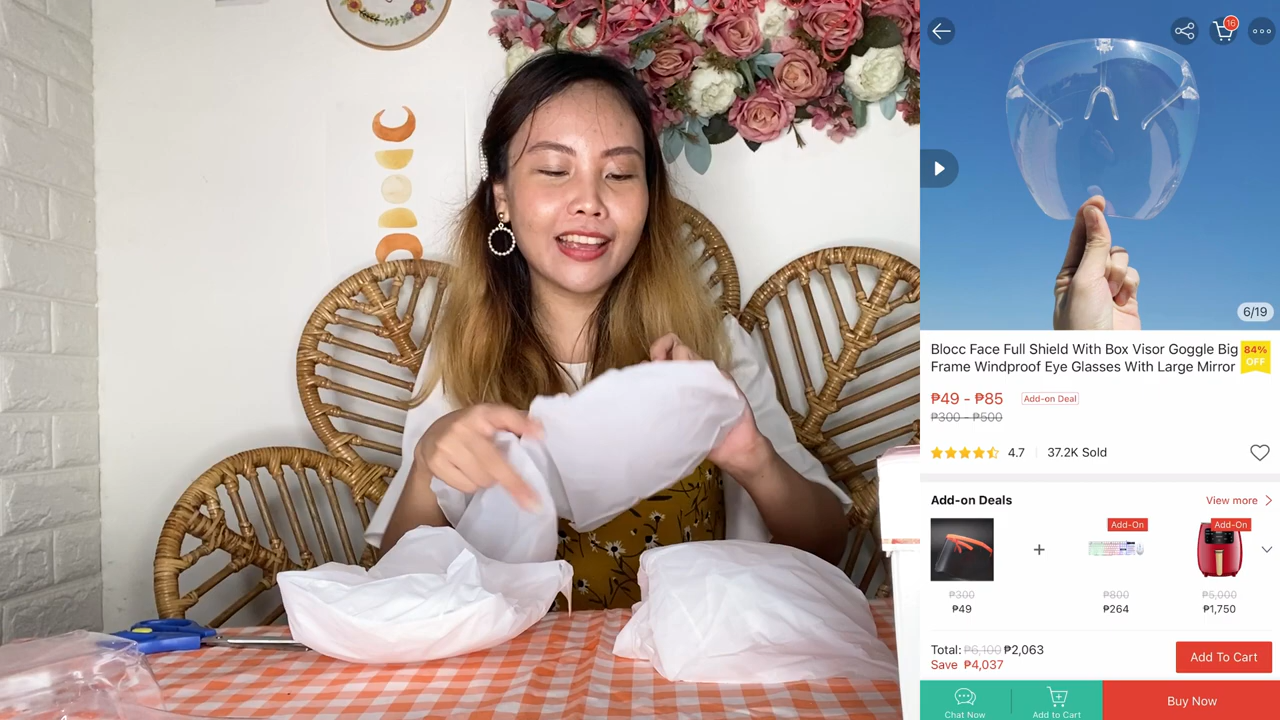 16
6/19
Blocc Face Full Shield With Box Visor Goggle Big
Frame Windproof Eye Glasses With Large Mirror
84%
OFF
₱49 - ₱85
Add-on Deal
₱300 - ₱500
4.7
37.2K Sold
Add-on Deals
View more
Add-On
Add-On
+
₱300
₱49
₱800
₱264
₱5,000
₱1,750
Total: ₱6,100 ₱2,063
Save ₱4,037
Add To Cart
Chat Now
Add to Cart
Buy Now